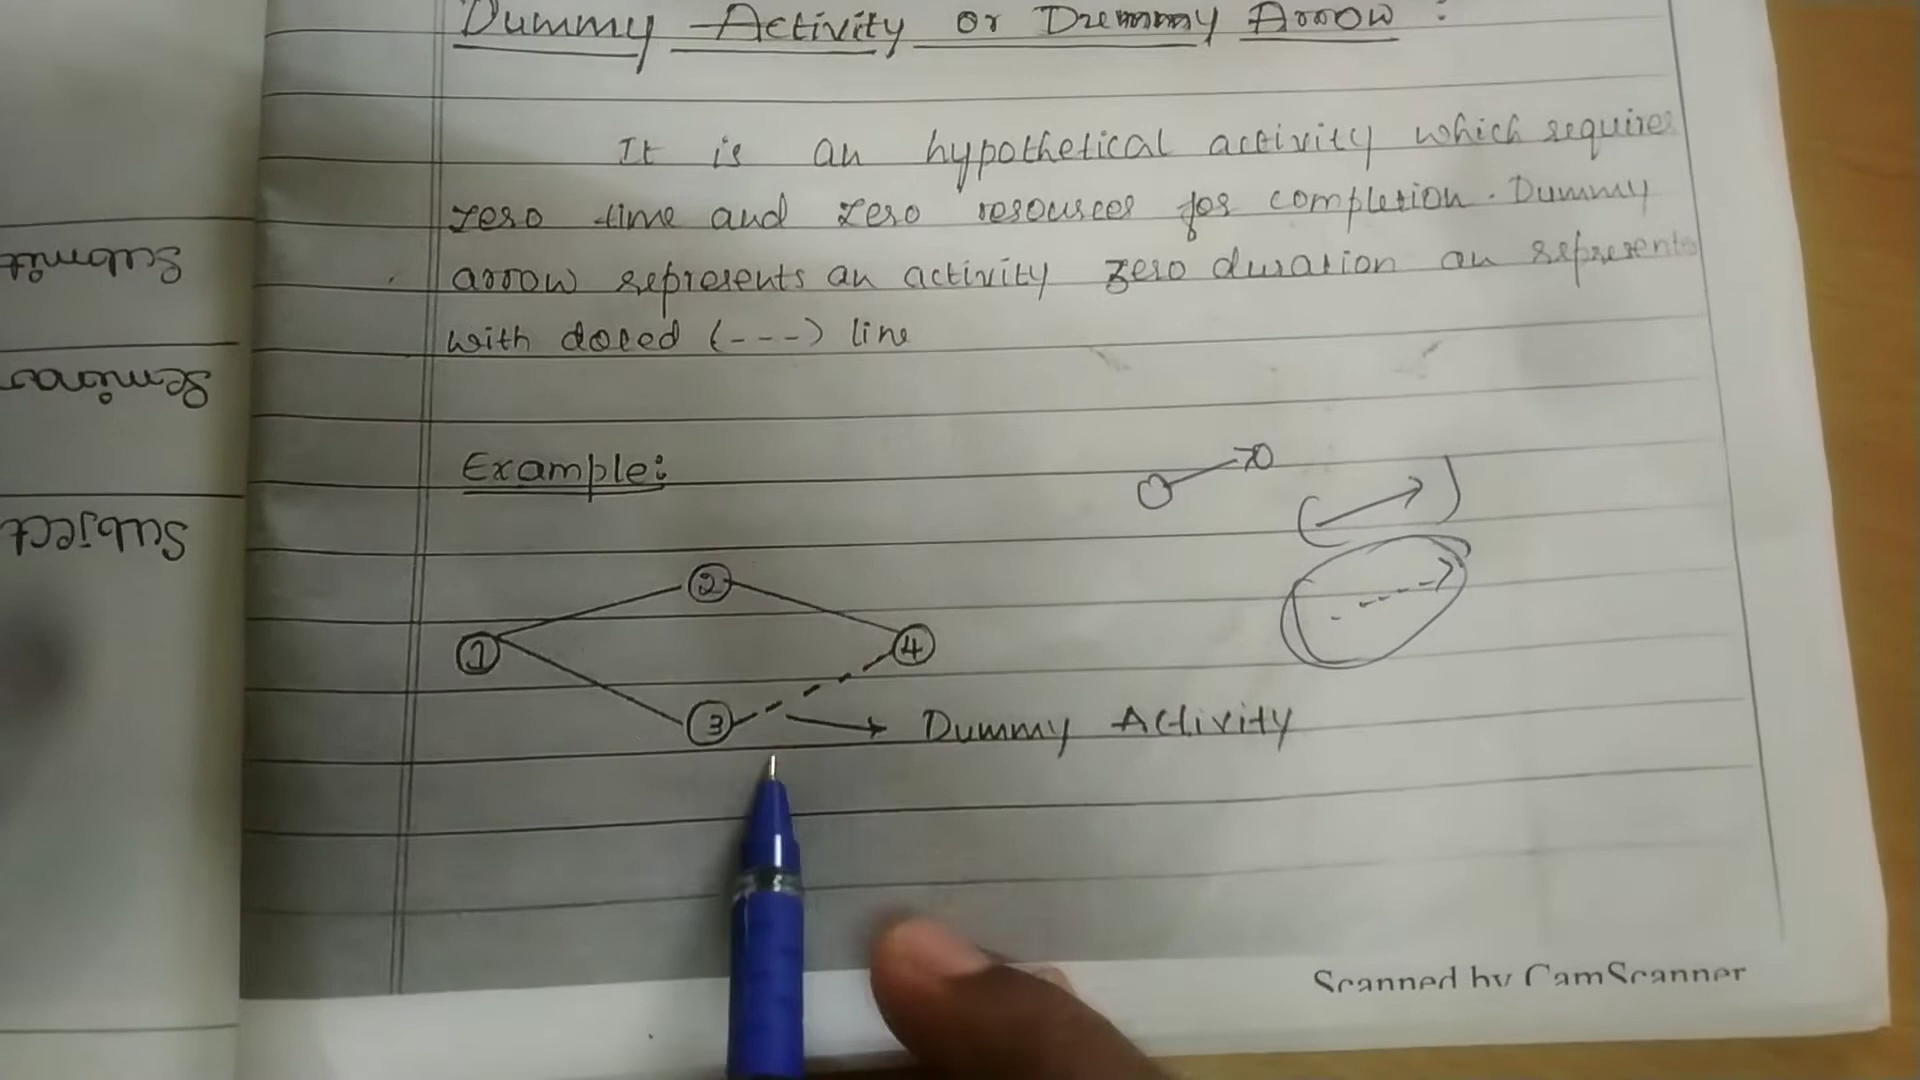 Dummy Activity or Dummy Arrow :
It is an hypothetical activity which requires
zero time and zero resources for completion. Dummy
arrow represents an activity zero duration an represents
with doted (---) line
Example:
2
1
4
3
Dummy Activity
Submit
Seminar
Subject
Scanned by CamScanner